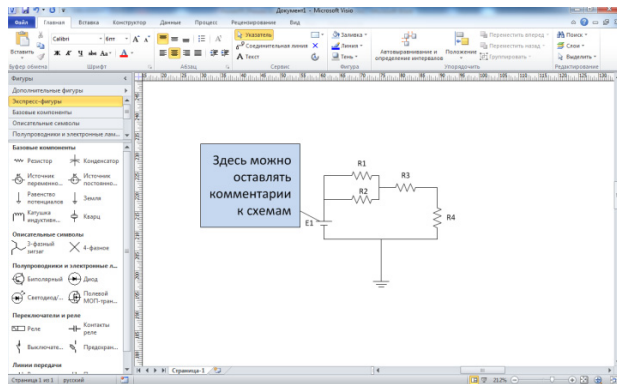 Документ1 - Microsoft Visio
Файл Главная Вставка Конструктор Данные Процесс Рецензирование Вид
Calibri 6пт
Вставить
Ж К Ч abc Aa А
Буфер обмена Шрифт Абзац
Указатель
Соединительная линия
А Текст
Сервис
Заливка
Линия
Тень
Фигура
Автовыравнивание и определение интервалов
Положение
Переместить вперед
Переместить назад
Группировать
Упорядочить
Поиск
Слои
Выделить
Редактирование
Фигуры
Дополнительные фигуры
Экспресс-фигуры
Базовые компоненты
Описательные символы
Полупроводники и электронные лам...
Базовые компоненты
Резистор Конденсатор
Источник переменно... Источник постоянно...
Равенство потенциалов Земля
Катушка индуктивн... Кварц
Описательные символы
3-фазный зигзаг 4-фазное
Полупроводники и электронные л...
Биполярный Диод
Светодиод/... Полевой МОП-тран...
Переключатели и реле
Реле Контакты реле
Выключате... Предохран...
Линии передачи
Здесь можно
оставлять
комментарии
к схемам
R1
R2
R3
R4
E1
Страница-1
Страница 1 из 1 русский 212%